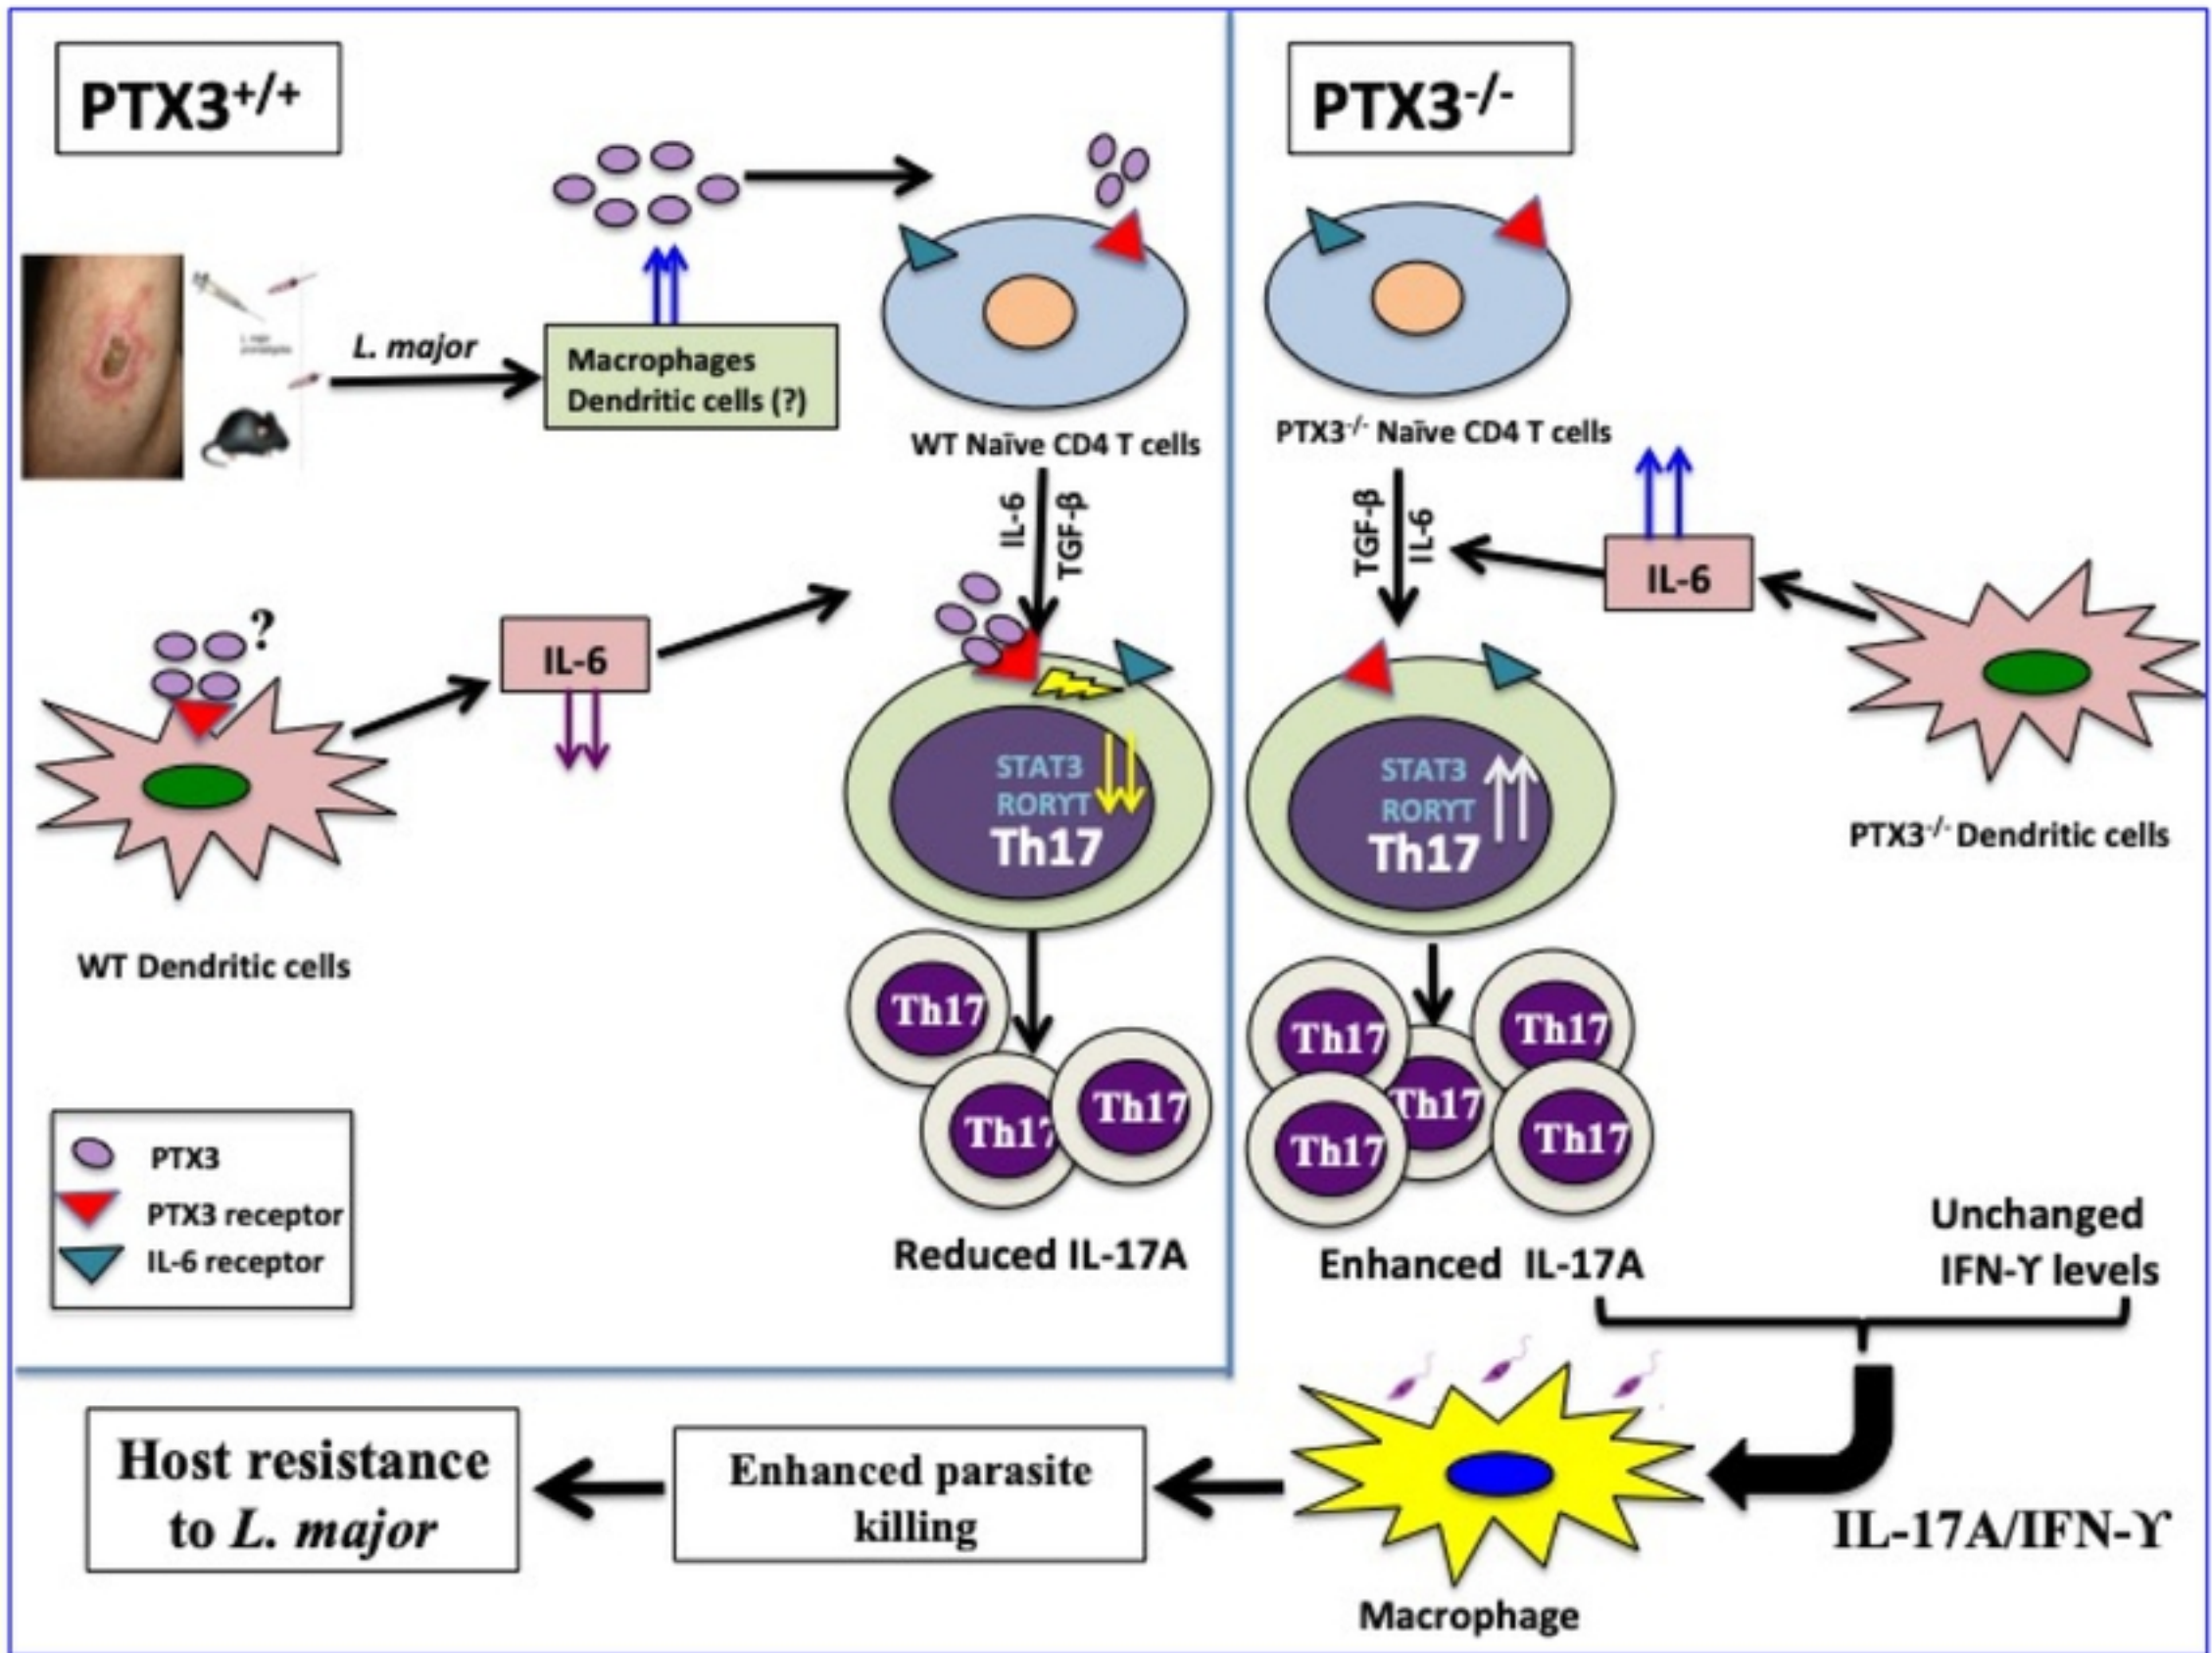 PTX3+/+
L. major
Macrophages
Dendritic cells (?)
WT Naïve CD4 T cells
IL-6
TGF-β
?
IL-6
WT Dendritic cells
STAT3
RORΥT
Th17
Th17
Th17
Th17
Reduced IL-17A
PTX3
PTX3 receptor
IL-6 receptor
PTX3-/-
PTX3-/- Naïve CD4 T cells
TGF-β
IL-6
IL-6
PTX3-/- Dendritic cells
STAT3
RORΥT
Th17
Th17
Th17
Th17
Th17
Th17
Enhanced IL-17A
Unchanged
IFN-ϒ levels
IL-17A/IFN-ϒ
Macrophage
Enhanced parasite
killing
Host resistance
to L. major